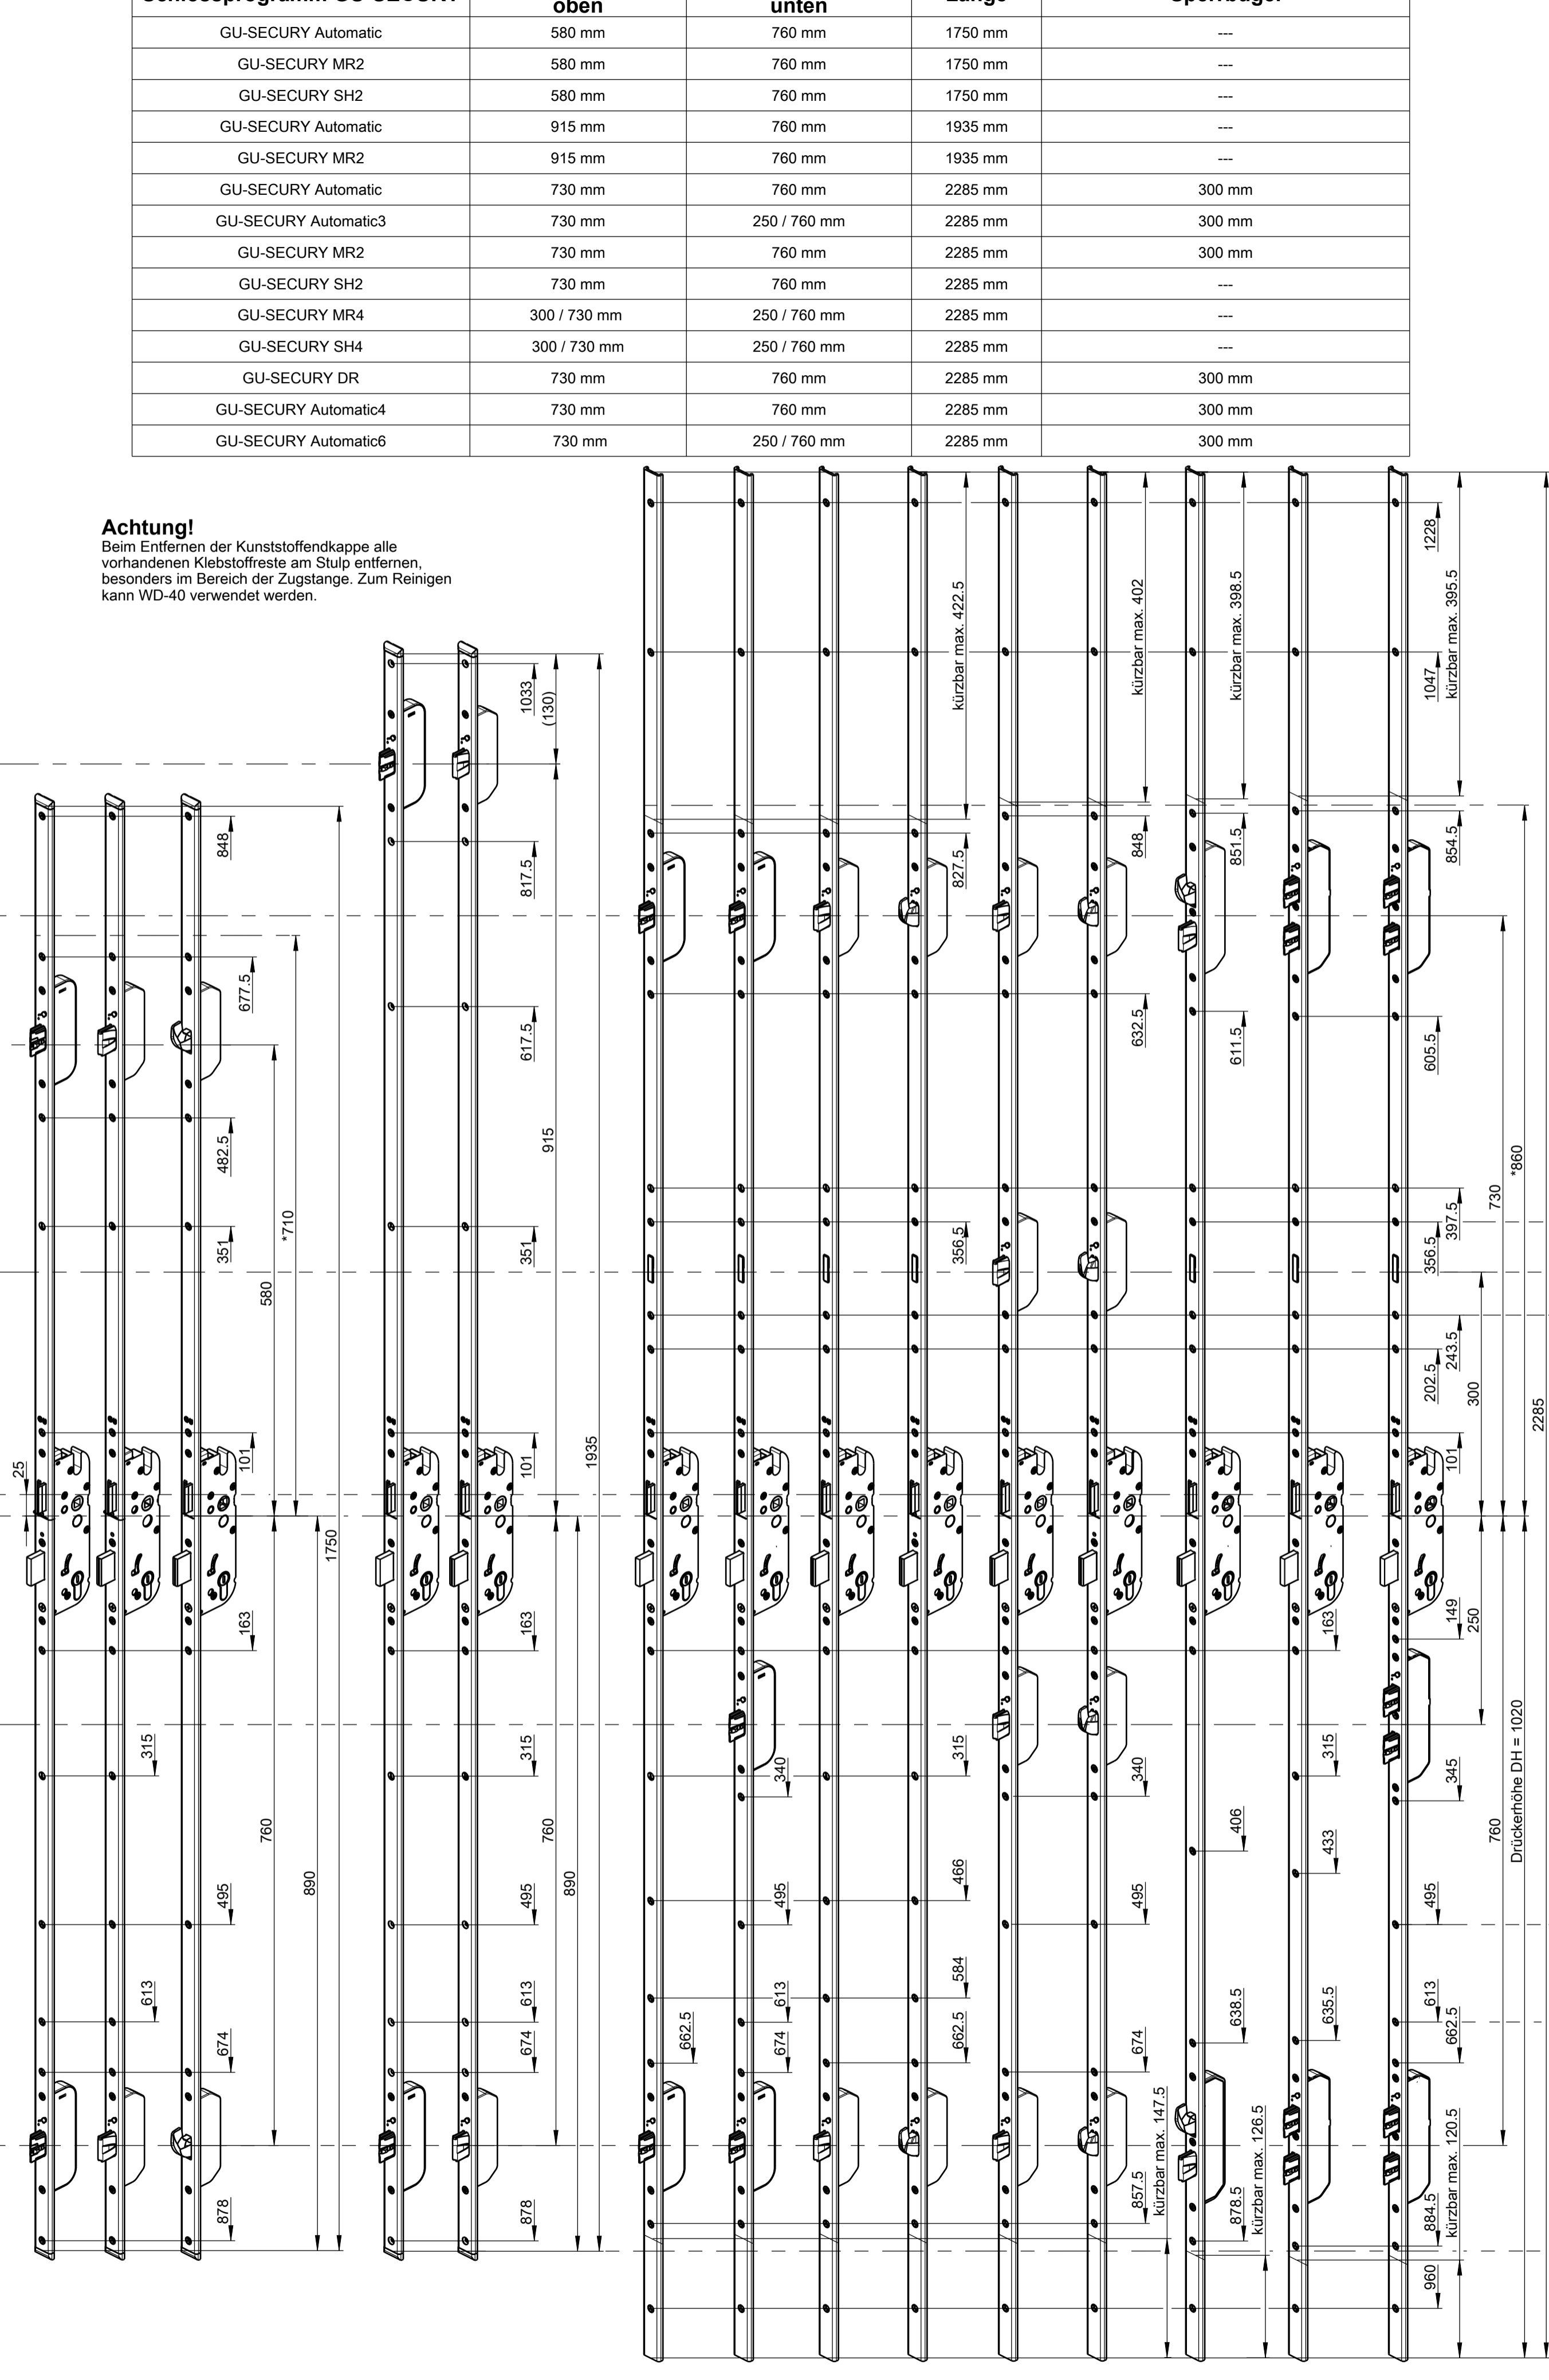 oben unten
GU-SECURY Automatic 580 mm 760 mm 1750 mm ---
GU-SECURY MR2 580 mm 760 mm 1750 mm ---
GU-SECURY SH2 580 mm 760 mm 1750 mm ---
GU-SECURY Automatic 915 mm 760 mm 1935 mm ---
GU-SECURY MR2 915 mm 760 mm 1935 mm ---
GU-SECURY Automatic 730 mm 760 mm 2285 mm 300 mm
GU-SECURY Automatic3 730 mm 250 / 760 mm 2285 mm 300 mm
GU-SECURY MR2 730 mm 760 mm 2285 mm 300 mm
GU-SECURY SH2 730 mm 760 mm 2285 mm ---
GU-SECURY MR4 300 / 730 mm 250 / 760 mm 2285 mm ---
GU-SECURY SH4 300 / 730 mm 250 / 760 mm 2285 mm ---
GU-SECURY DR 730 mm 760 mm 2285 mm 300 mm
GU-SECURY Automatic4 730 mm 760 mm 2285 mm 300 mm
GU-SECURY Automatic6 730 mm 250 / 760 mm 2285 mm 300 mm
Achtung!
Beim Entfernen der Kunststoffendkappe alle
vorhandenen Klebstoffreste am Stulp entfernen,
besonders im Bereich der Zugstange. Zum Reinigen
kann WD-40 verwendet werden.
848
677.5
482.5
351
*710
580
101
25
1750
163
315
760
890
495
613
674
878
1033
(130)
817.5
617.5
915
351
101
1935
163
315
760
890
495
613
674
878
kürzbar max. 422.5
kürzbar max. 402
kürzbar max. 398.5
kürzbar max. 395.5
1228
1047
827.5
848
851.5
854.5
632.5
611.5
605.5
*860
730
397.5
356.5
356.5
243.5
202.5
300
2285
101
163
149
250
340
315
340
315
345
406
433
760
Drückerhöhe DH = 1020
495
466
495
495
584
613
613
662.5
674
662.5
674
638.5
635.5
662.5
857.5
kürzbar max. 147.5
878.5
kürzbar max. 126.5
884.5
kürzbar max. 120.5
960